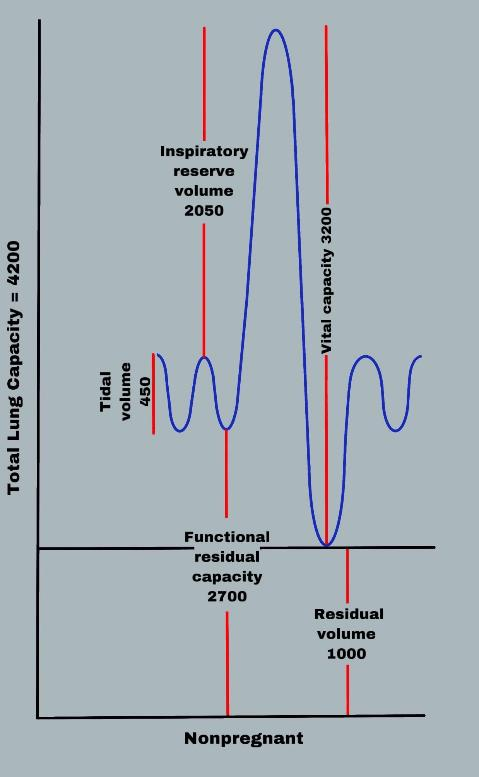 Total Lung Capacity = 4200
Inspiratory
reserve
volume
2050
Vital capacity 3200
Tidal
volume
450
Functional
residual
capacity
2700
Residual
volume
1000
Nonpregnant